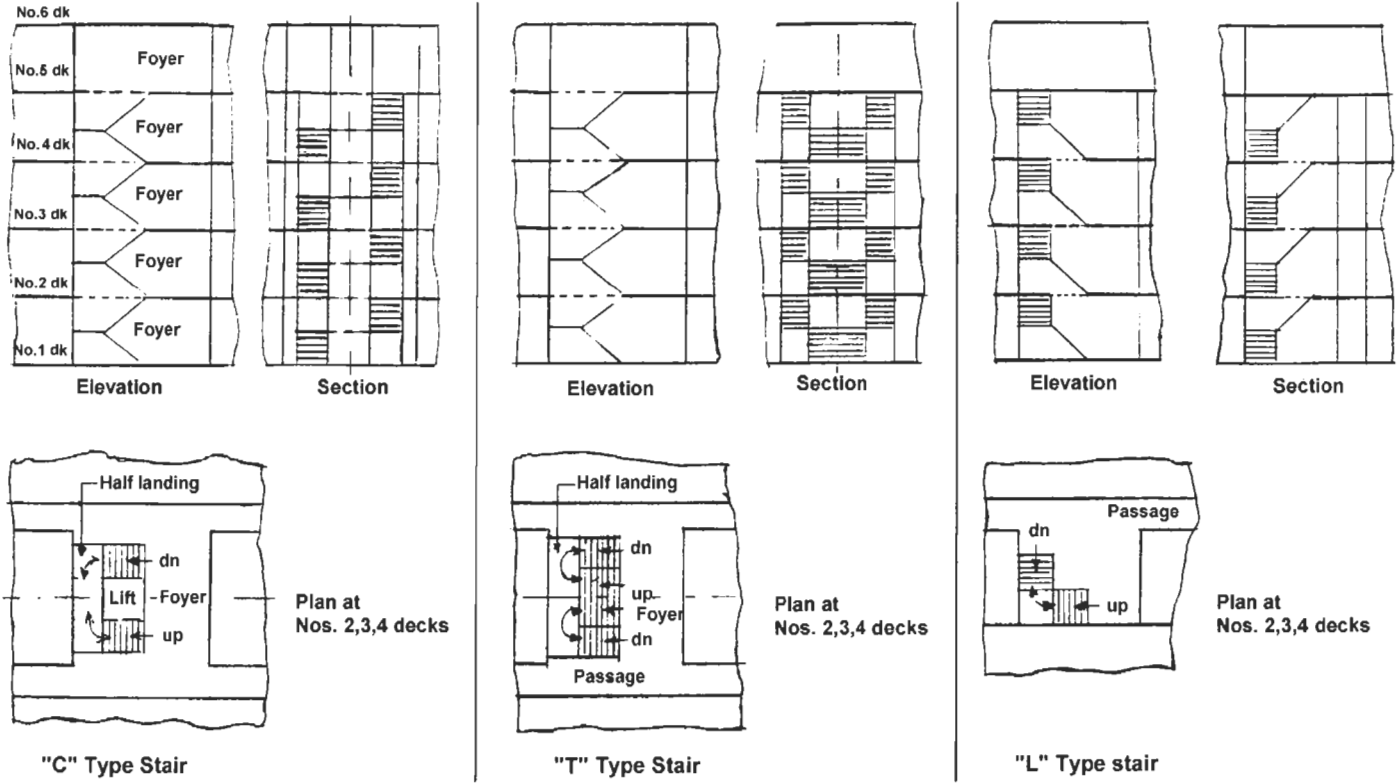 No.6 dk
No.5 dk
Foyer
Foyer
No.4 dk
Foyer
No.3 dk
Foyer
No.2 dk
Foyer
No.1 dk
Elevation
Section
Half landing
dn
Lift
Foyer
up
Plan at
Nos. 2,3,4 decks
"C" Type Stair
Elevation
Section
Half landing
dn
up
Foyer
dn
Passage
Plan at
Nos. 2,3,4 decks
"T" Type Stair
Elevation
Section
Passage
dn
up
Plan at
Nos. 2,3,4 decks
"L" Type stair